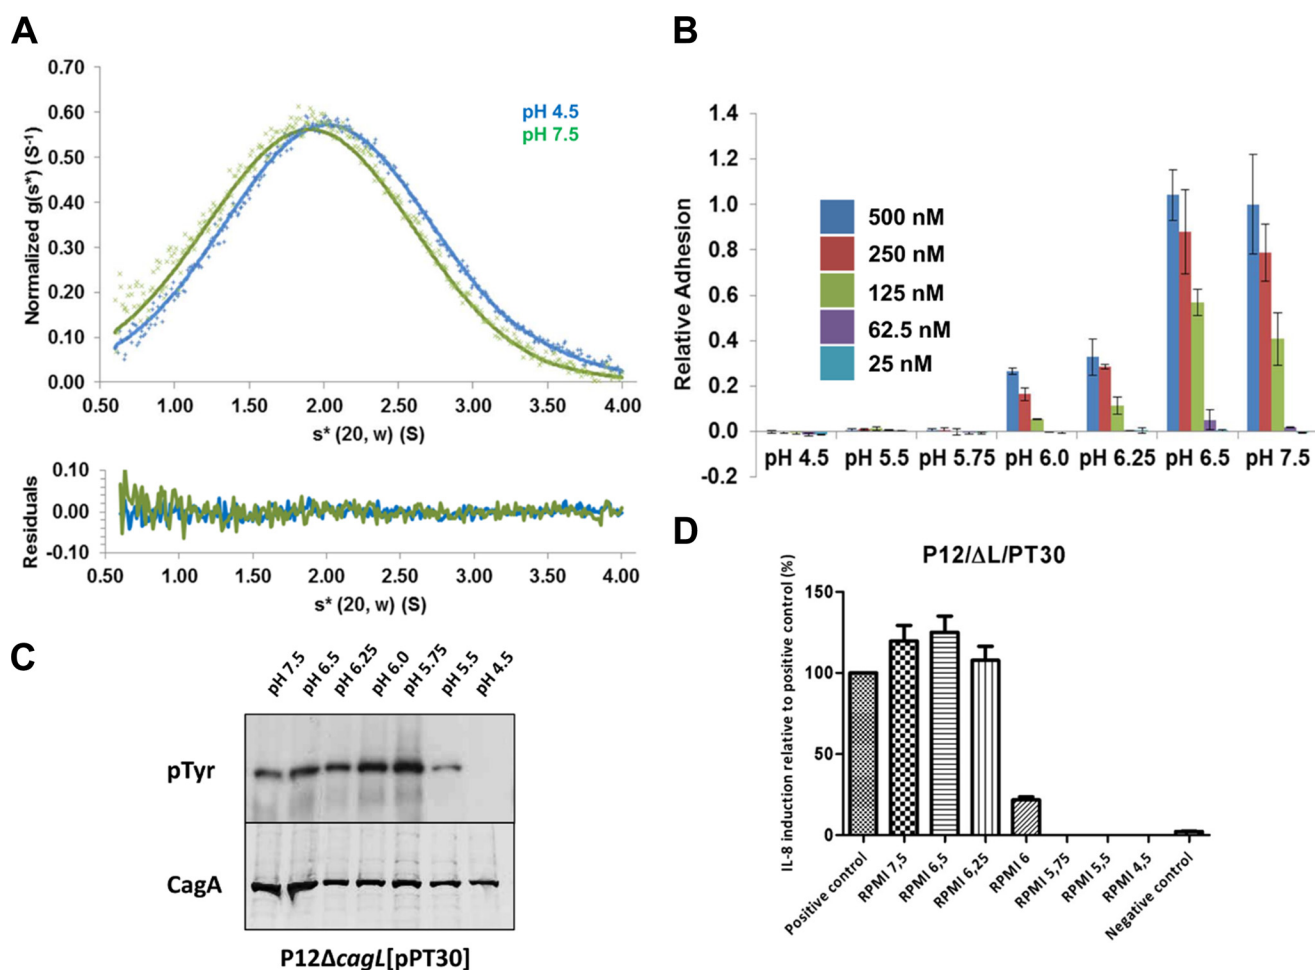 A
Normalized g(s*) (S-1)
0.70
0.60
0.50
0.40
0.30
0.20
0.10
0.00
pH 4.5
pH 7.5
0.50 1.00 1.50 2.00 2.50 3.00 3.50 4.00
s* (20, w) (S)
Residuals
0.10
0.00
-0.10
0.50 1.00 1.50 2.00 2.50 3.00 3.50 4.00
s* (20, w) (S)
B
Relative Adhesion
1.4
1.2
1.0
0.8
0.6
0.4
0.2
0.0
-0.2
500 nM
250 nM
125 nM
62.5 nM
25 nM
pH 4.5 pH 5.5 pH 5.75 pH 6.0 pH 6.25 pH 6.5 pH 7.5
C
pH 7.5 pH 6.5 pH 6.25 pH 6.0 pH 5.75 pH 5.5 pH 4.5
pTyr
CagA
P12ΔcagL[pPT30]
D
P12/ΔL/PT30
IL-8 induction relative to positive control (%)
150
100
50
0
Positive control RPMI 7,5 RPMI 6,5 RPMI 6,25 RPMI 6 RPMI 5,75 RPMI 5,5 RPMI 4,5 Negative control